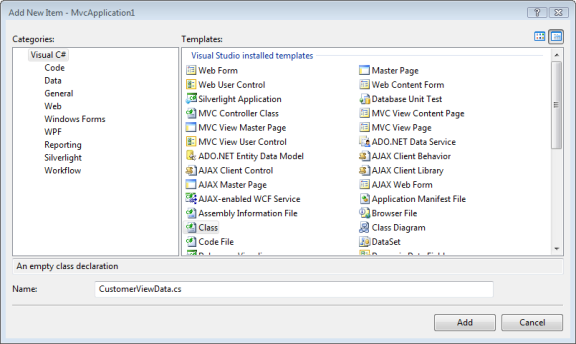 Add New Item - MvcApplication1
Categories:
Visual C#
Code
Data
General
Web
Windows Forms
WPF
Reporting
Silverlight
Workflow
Templates:
Visual Studio installed templates
Web Form
Master Page
Web User Control
Web Content Form
Silverlight Application
Database Unit Test
MVC Controller Class
MVC View Content Page
MVC View Master Page
MVC View Page
MVC View User Control
ADO.NET Data Service
ADO.NET Entity Data Model
AJAX Client Behavior
AJAX Client Control
AJAX Client Library
AJAX Master Page
AJAX Web Form
AJAX-enabled WCF Service
Application Manifest File
Assembly Information File
Browser File
Class
Class Diagram
Code File
DataSet
An empty class declaration
Name:
CustomerViewData.cs
Add
Cancel